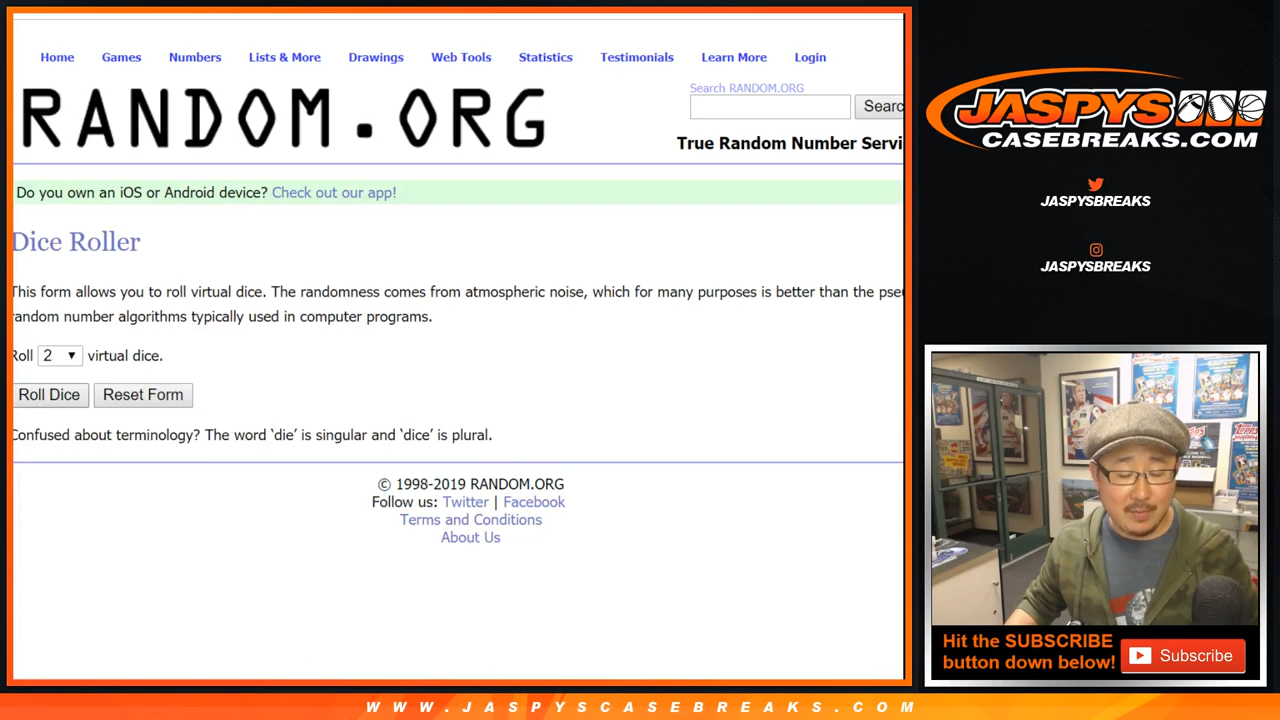 Home Games Numbers Lists & More Drawings Web Tools Statistics Testimonials Learn More Login
Search RANDOM.ORG
RANDOM.ORG
Searc
True Random Number Servi
Do you own an iOS or Android device? Check out our app!
Dice Roller
This form allows you to roll virtual dice. The randomness comes from atmospheric noise, which for many purposes is better than the pseu
random number algorithms typically used in computer programs.
Roll 2 virtual dice.
Roll Dice Reset Form
Confused about terminology? The word ‘die’ is singular and ‘dice’ is plural.
© 1998-2019 RANDOM.ORG
Follow us: Twitter | Facebook
Terms and Conditions
About Us
JASPYS
CASEBREAKS.COM
JASPYSBREAKS
JASPYSBREAKS
Hit the SUBSCRIBE
button down below!
Subscribe
WWW.JASPYSCASEBREAKS.COM